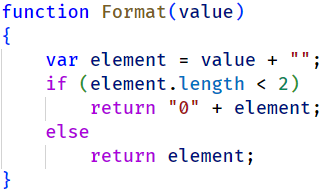 function Format(value)
{
    var element = value + "";
    if (element.length < 2)
        return "0" + element;
    else
        return element;
}